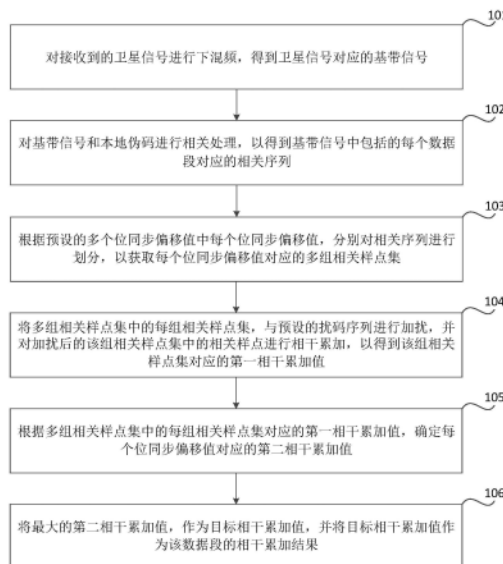 101
对接收到的卫星信号进行下混频，得到卫星信号对应的基带信号
102
对基带信号和本地伪码进行相关处理，以得到基带信号中包括的每个数据
段对应的相关序列
103
根据预设的多个位同步偏移值中每个位同步偏移值，分别对相关序列进行
划分，以获取每个位同步偏移值对应的多组相关样点集
104
将多组相关样点集中的每组相关样点集，与预设的扰码序列进行加扰，并
对加扰后的该组相关样点集中的相关样点进行相干累加，以得到该组相关
样点集对应的第一相干累加值
105
根据多组相关样点集中的每组相关样点集对应的第一相干累加值，确定每
个位同步偏移值对应的第二相干累加值
106
将最大的第二相干累加值，作为目标相干累加值，并将目标相干累加值作
为该数据段的相干累加结果